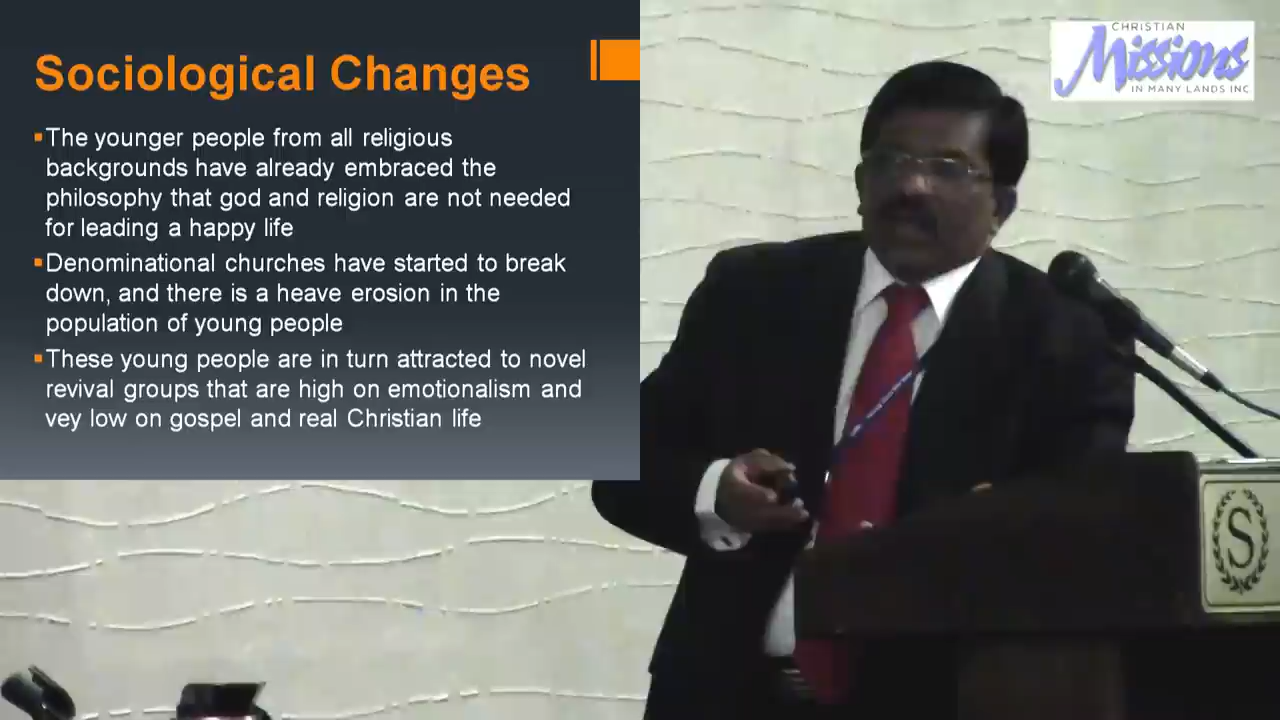 Sociological Changes
The younger people from all religious
backgrounds have already embraced the
philosophy that god and religion are not needed
for leading a happy life
Denominational churches have started to break
down, and there is a heave erosion in the
population of young people
These young people are in turn attracted to novel
revival groups that are high on emotionalism and
vey low on gospel and real Christian life
CHRISTIAN
Missions
IN MANY LANDS INC
S